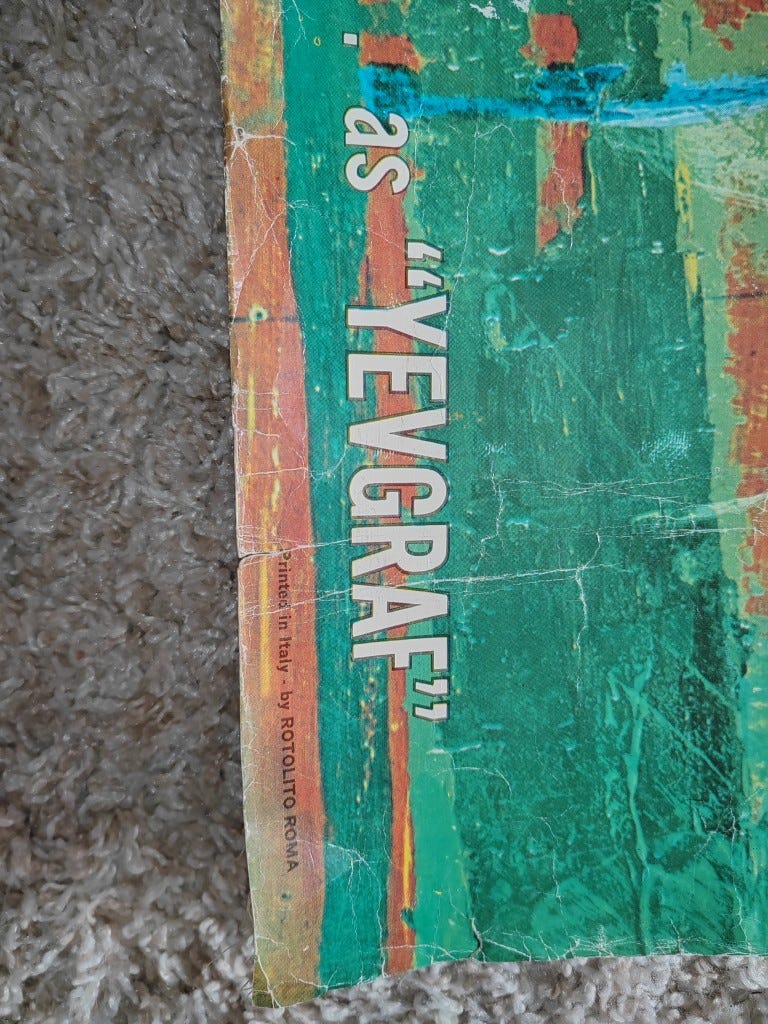 . as “YEVGRAF”
Printed in Italy - by ROTOLITO ROMA